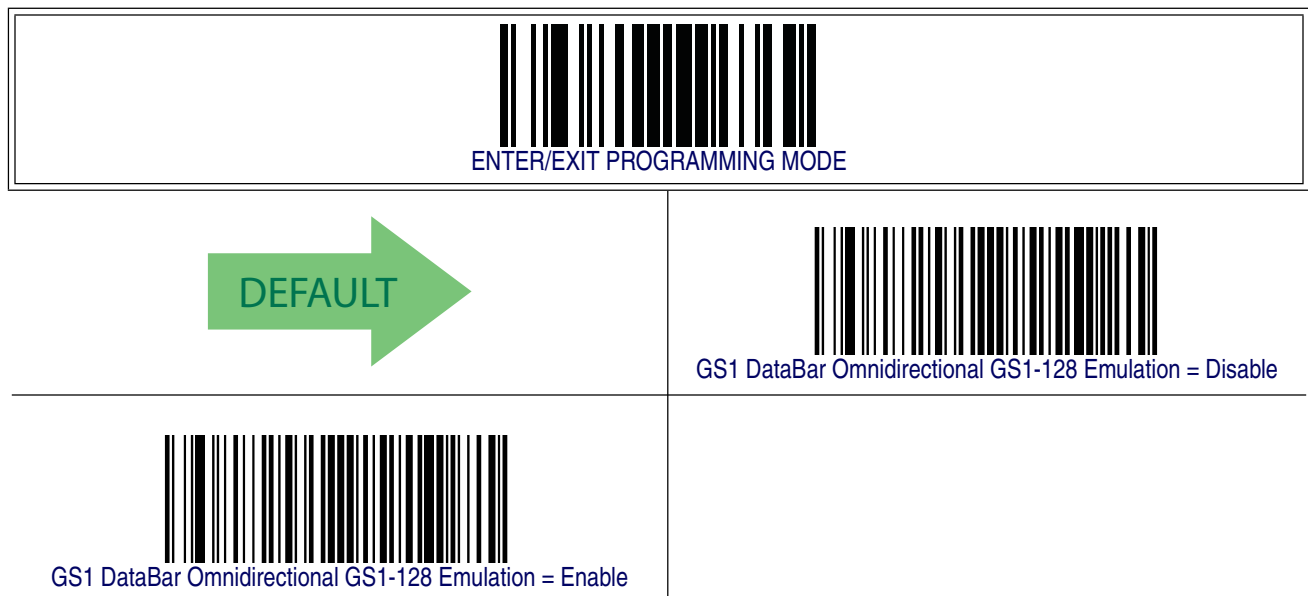 ENTER/EXIT PROGRAMMING MODE
DEFAULT
GS1 DataBar Omnidirectional GS1-128 Emulation = Disable
GS1 DataBar Omnidirectional GS1-128 Emulation = Enable